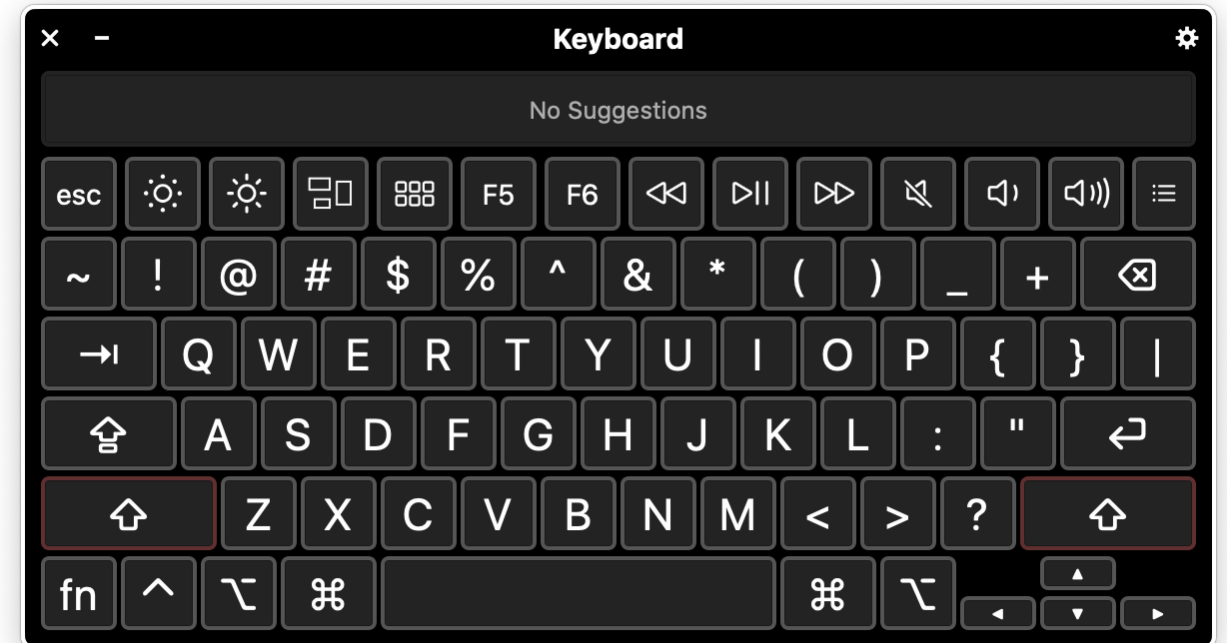 Keyboard
No Suggestions
esc F5 F6
~ ! @ # $ % ^ & * ( ) _ +
Q W E R T Y U I O P { } |
A S D F G H J K L : "
Z X C V B N M < > ?
fn ^ ⌥ ⌘ ⌘ ⌥